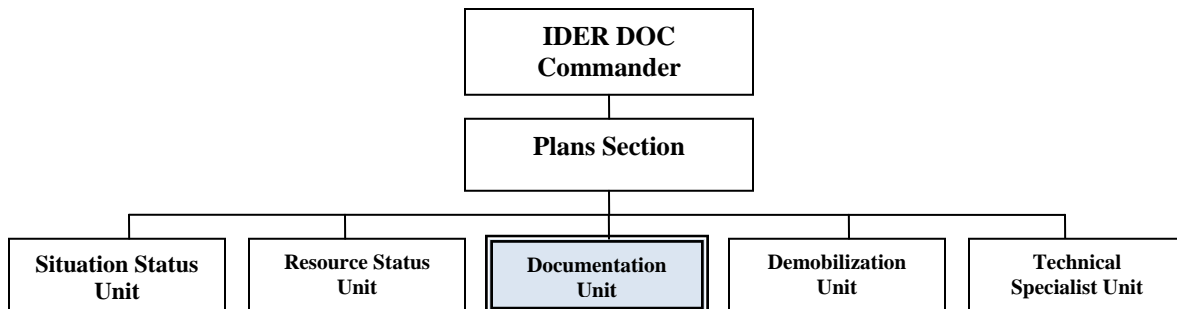 IDER DOC
Commander
Plans Section
Situation Status
Unit
Resource Status
Unit
Documentation
Unit
Demobilization
Unit
Technical
Specialist Unit